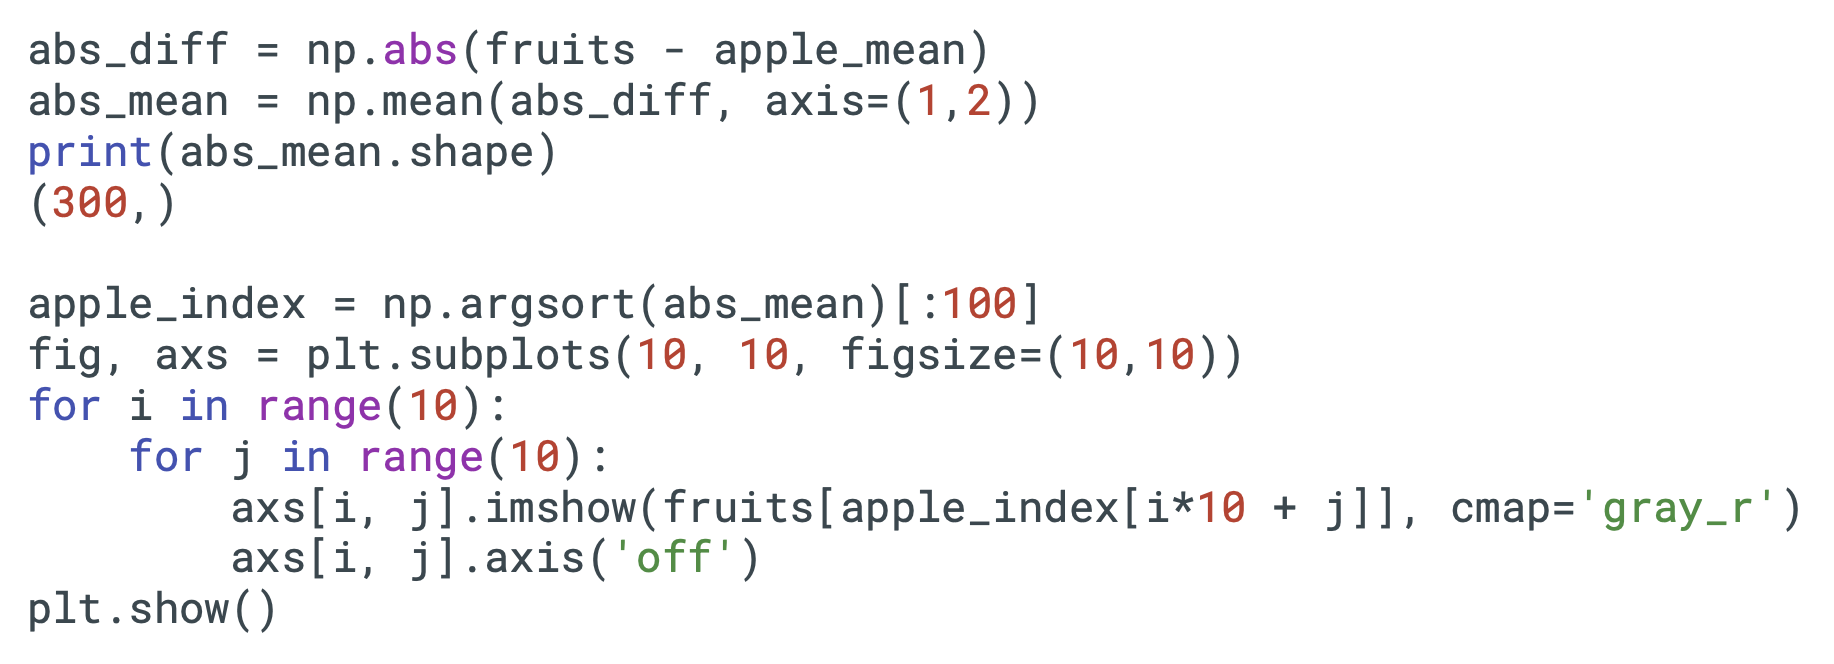 abs_diff = np.abs(fruits - apple_mean)
abs_mean = np.mean(abs_diff, axis=(1,2))
print(abs_mean.shape)
(300,)

apple_index = np.argsort(abs_mean)[:100]
fig, axs = plt.subplots(10, 10, figsize=(10,10))
for i in range(10):
    for j in range(10):
        axs[i, j].imshow(fruits[apple_index[i*10 + j]], cmap='gray_r')
        axs[i, j].axis('off')
plt.show()